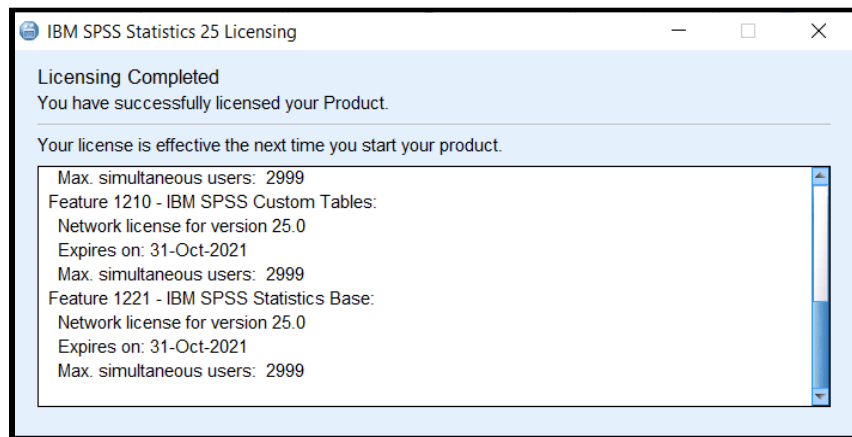 IBM SPSS Statistics 25 Licensing
Licensing Completed
You have successfully licensed your Product.
Your license is effective the next time you start your product.
Max. simultaneous users: 2999
Feature 1210 - IBM SPSS Custom Tables:
Network license for version 25.0
Expires on: 31-Oct-2021
Max. simultaneous users: 2999
Feature 1221 - IBM SPSS Statistics Base:
Network license for version 25.0
Expires on: 31-Oct-2021
Max. simultaneous users: 2999